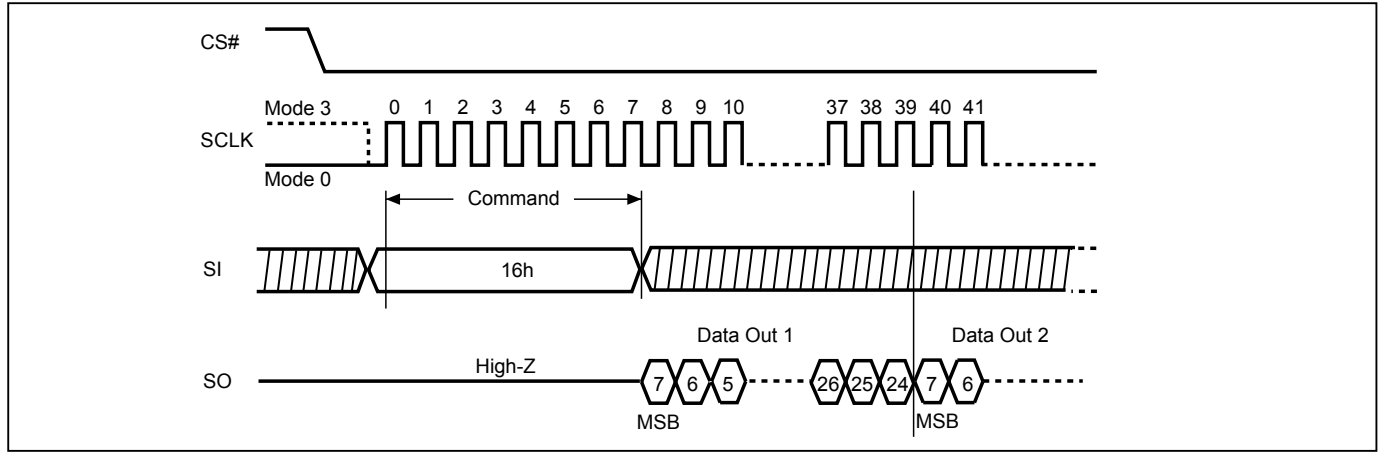 CS#
Mode 3
0 1 2 3 4 5 6 7 8 9 10 37 38 39 40 41
SCLK
Mode 0
Command
SI
16h
Data Out 1 Data Out 2
High-Z
SO
7 6 5 26 25 24 7 6
MSB MSB